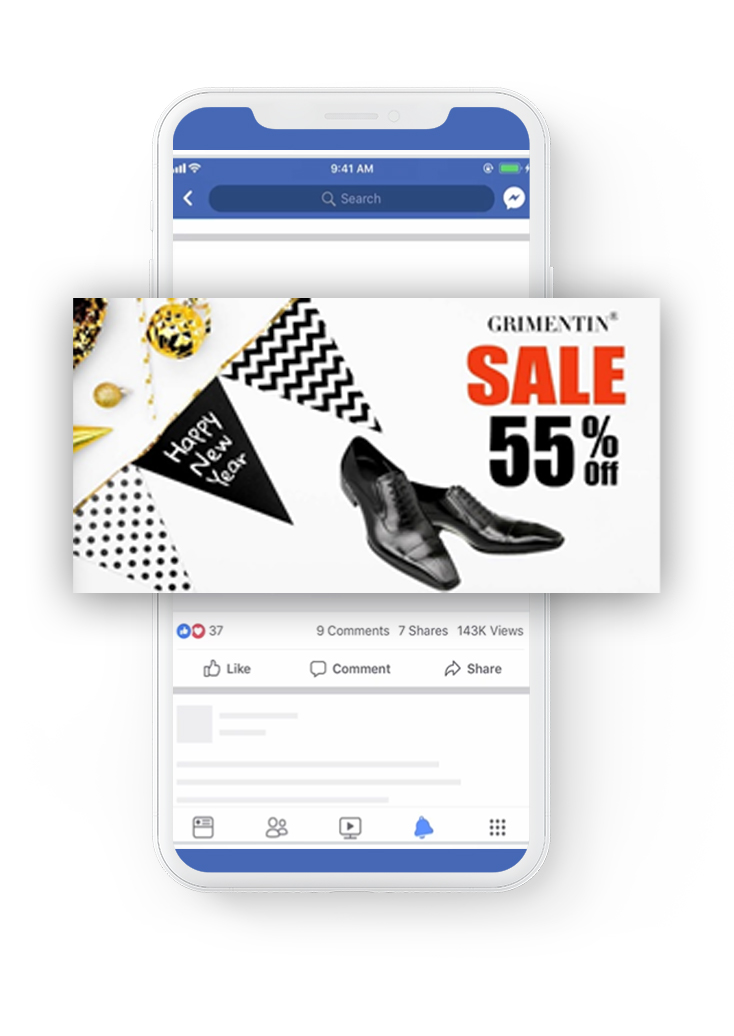 9:41 AM
Search
GRIMENTIN®
SALE
55% Off
Happy
New
Year
37 9 Comments 7 Shares 143K Views
Like Comment Share